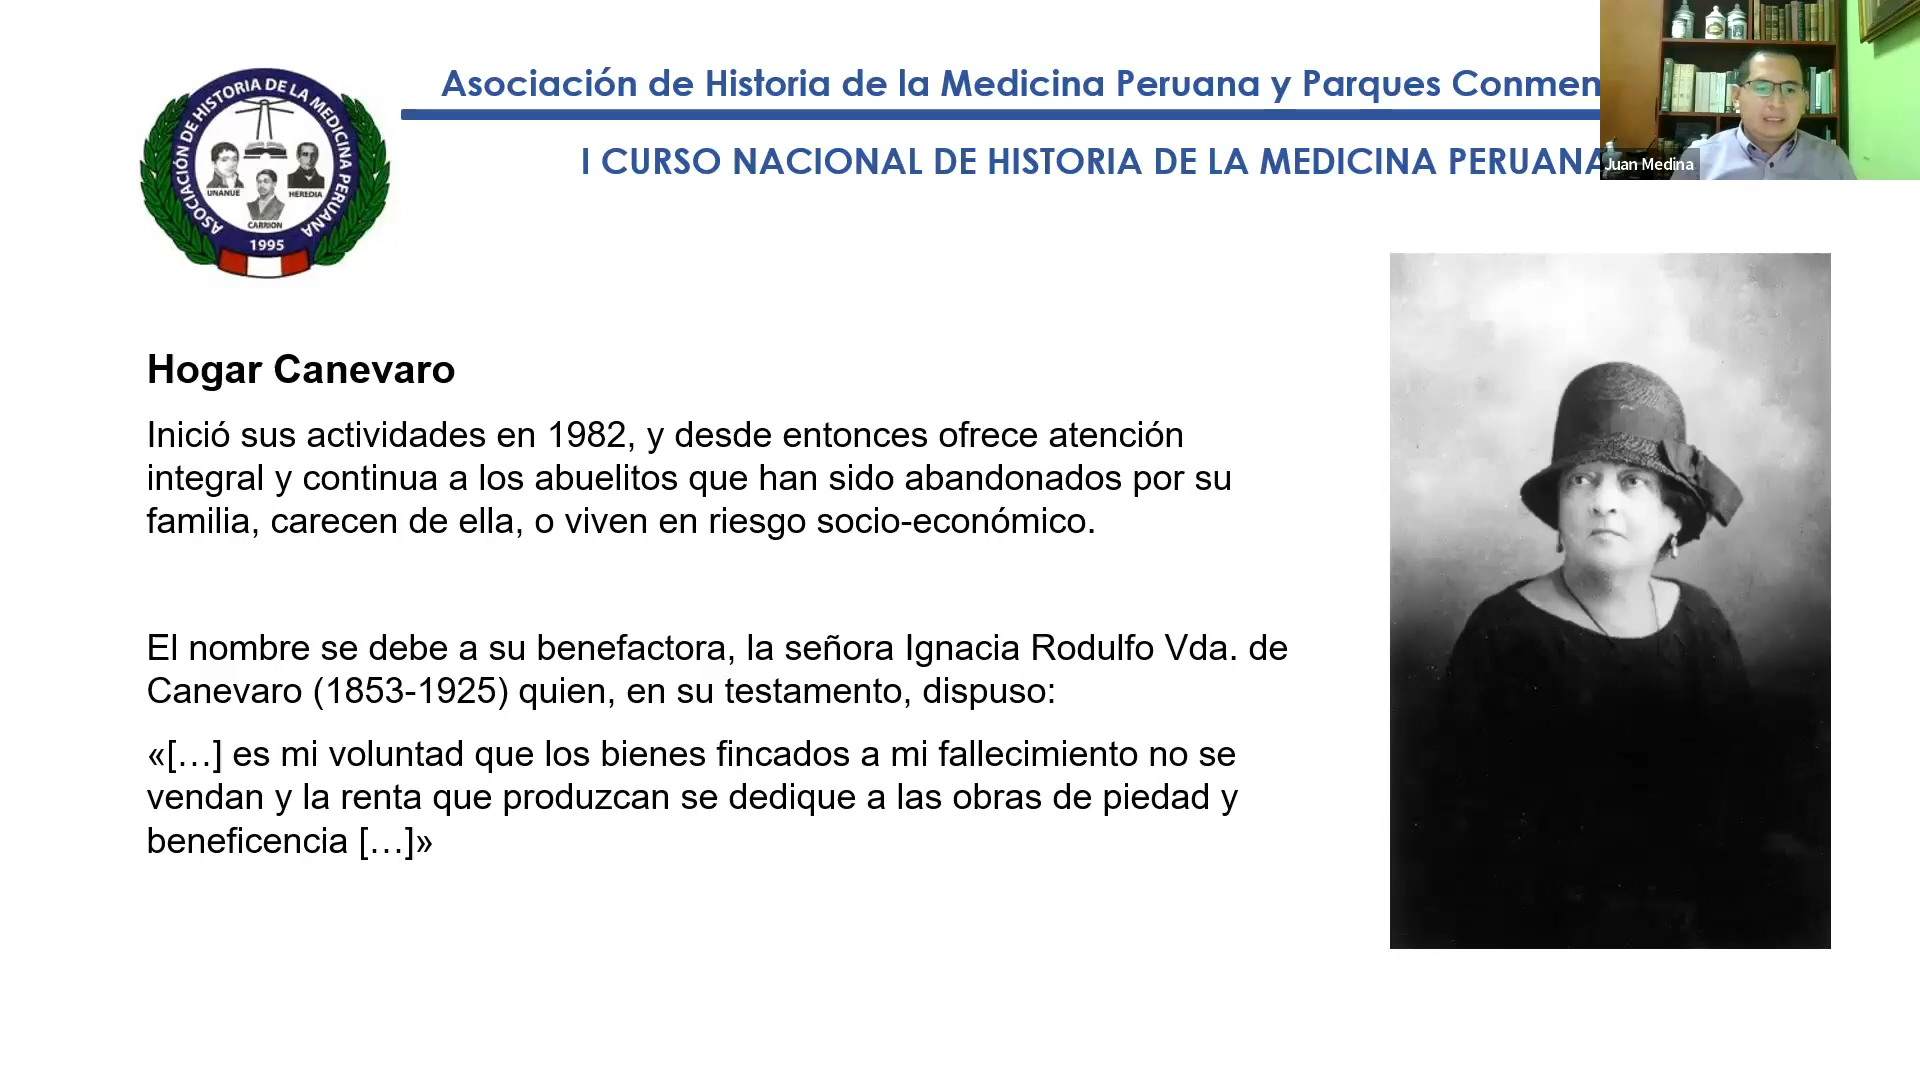 ASOCIACIÓN DE HISTORIA DE LA MEDICINA PERUANA
UNANUE
HEREDIA
CARRION
1995
Asociación de Historia de la Medicina Peruana y Parques Conmen
I CURSO NACIONAL DE HISTORIA DE LA MEDICINA PERUANA
Juan Medina
Hogar Canevaro
Inició sus actividades en 1982, y desde entonces ofrece atención
integral y continua a los abuelitos que han sido abandonados por su
familia, carecen de ella, o viven en riesgo socio-económico.
El nombre se debe a su benefactora, la señora Ignacia Rodulfo Vda. de
Canevaro (1853-1925) quien, en su testamento, dispuso:
«[…] es mi voluntad que los bienes fincados a mi fallecimiento no se
vendan y la renta que produzcan se dedique a las obras de piedad y
beneficencia […]»